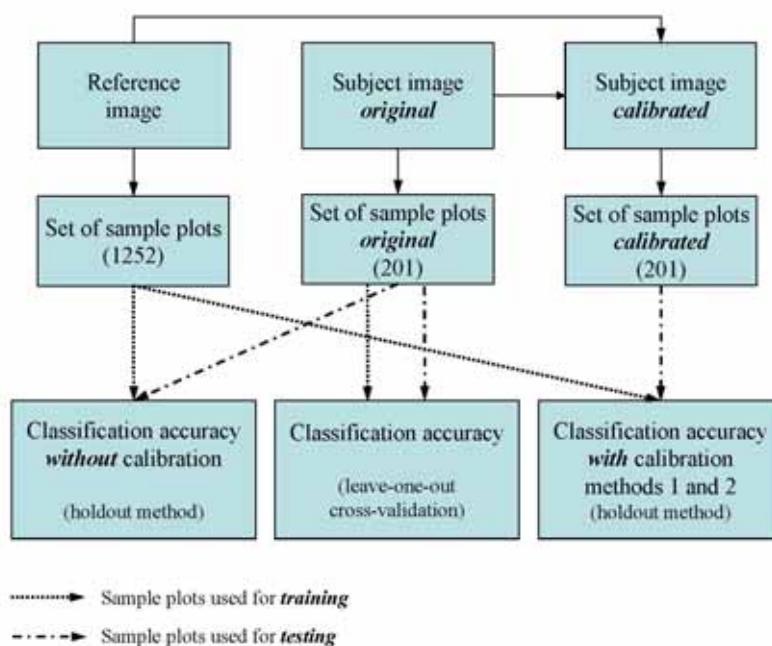 Reference
image
Subject image
original
Subject image
calibrated
Set of sample plots
(1252)
Set of sample plots
original
(201)
Set of sample plots
calibrated
(201)
Classification accuracy
without calibration
(holdout method)
Classification accuracy
(leave-one-out
cross-validation)
Classification accuracy
with calibration
methods 1 and 2
(holdout method)
Sample plots used for training
Sample plots used for testing